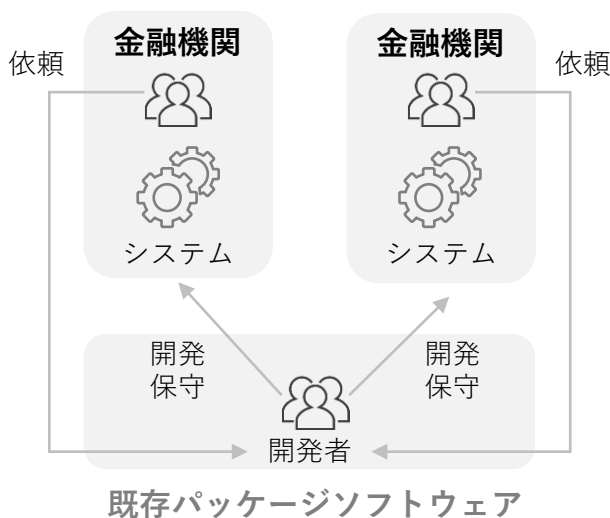 金融機関
金融機関
依頼
依頼
システム
システム
開発
保守
開発
保守
開発者
既存パッケージソフトウェア